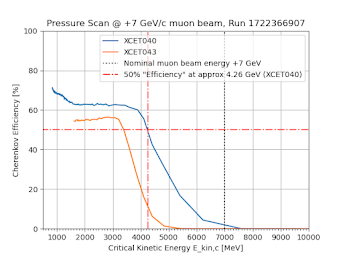 Pressure Scan @ +7 GeV/c muon beam, Run 1722366907
XCET040
XCET043
Nominal muon beam energy +7 GeV
50% "Efficiency" at approx 4.26 GeV (XCET040)
100
80
60
40
20
0
Cherenkov Efficiency [%]
1000 2000 3000 4000 5000 6000 7000 8000 9000 10000
Critical Kinetic Energy E_kin,c [MeV]